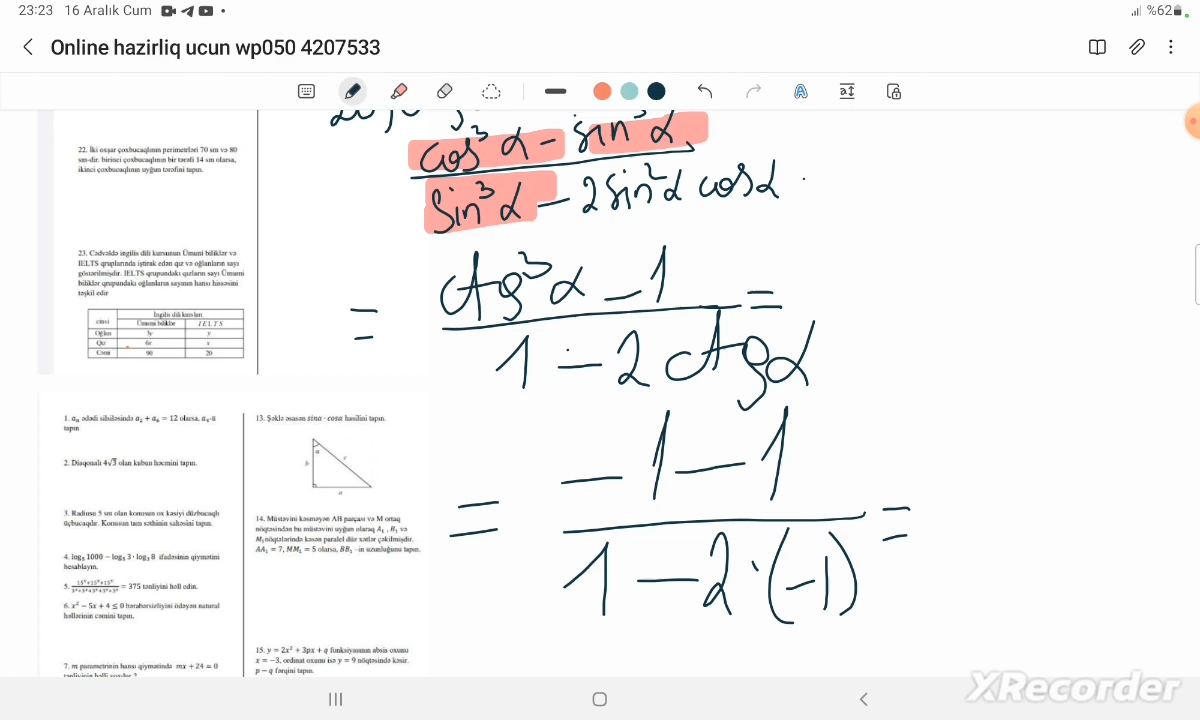 23:23 16 Aralık Cum %62
Online hazirliq ucun wp050 4207533
22. İki oxşar çoxbucaqlının perimetrləri 70 sm və 80
sm-dir. birinci çoxbucaqlının bir tərəfi 14 sm olarsa,
ikinci çoxbucaqlının uyğun tərəfini tapın.
23. Cədvəldə ingilis dili kursunun Ümumi biliklər və
IELTS qruplarında iştirak edən qız və oğlanların sayı
göstərilmişdir. IELTS qrupundakı qızların sayı Ümumi
biliklər qrupundakı oğlanların sayının hansı hissəsini
təşkil edir
cinsi İngilis dili kursları
Ümumi biliklər I E L T S
Oğlan 3y y
Qız 6x x
Cəmi 90 20
cos³α - sin³α
sin³α - 2sin²α cosα
= ctg³α - 1 =
1 - 2ctgα
= -1-1 =
1-2·(-1)
1. aₙ ədədi silsiləsində
olarsa,
tapın
2. Diaqonalı 4√3 olan kubun həcmini tapın.
3. Radiusu 5 sm olan konusun ox kəsiyi düzbucaqlı
üçbucaqdır. Konusun tam səthinin sahəsini tapın.
4. log₅ 1000 − log₅ 3 · log₃ 8 ifadəsinin qiymətini
hesablayın.
5.
= 375 tənliyini həll edin.
6. x² − 5x + 4 ≤ 0 bərabərsizliyini ödəyən natural
həllərinin cəmini tapın.
7. m parametrinin hansı qiymətində mx + 24 = 0
13. Şəklə əsasən sinα · cosα hasilini tapın.
α
b
c
a
14. Müstəvini kəsməyən AB parçası və M ortaq
nöqtəsindən bu müstəvini uyğun olaraq A₁ , B₁ və
M₁ nöqtələrində kəsən paralel düz xətlər çəkilmişdir.
AA₁ = 7, MM₁ = 5 olarsa, BB₁ -in uzunluğunu tapın.
15. y = 2x² + 3px + q funksiyasının absis oxunu
x = −3, ordinat oxunu isə y = 9 nöqtəsində kəsir.
p − q fərqini tapın.
XRecorder